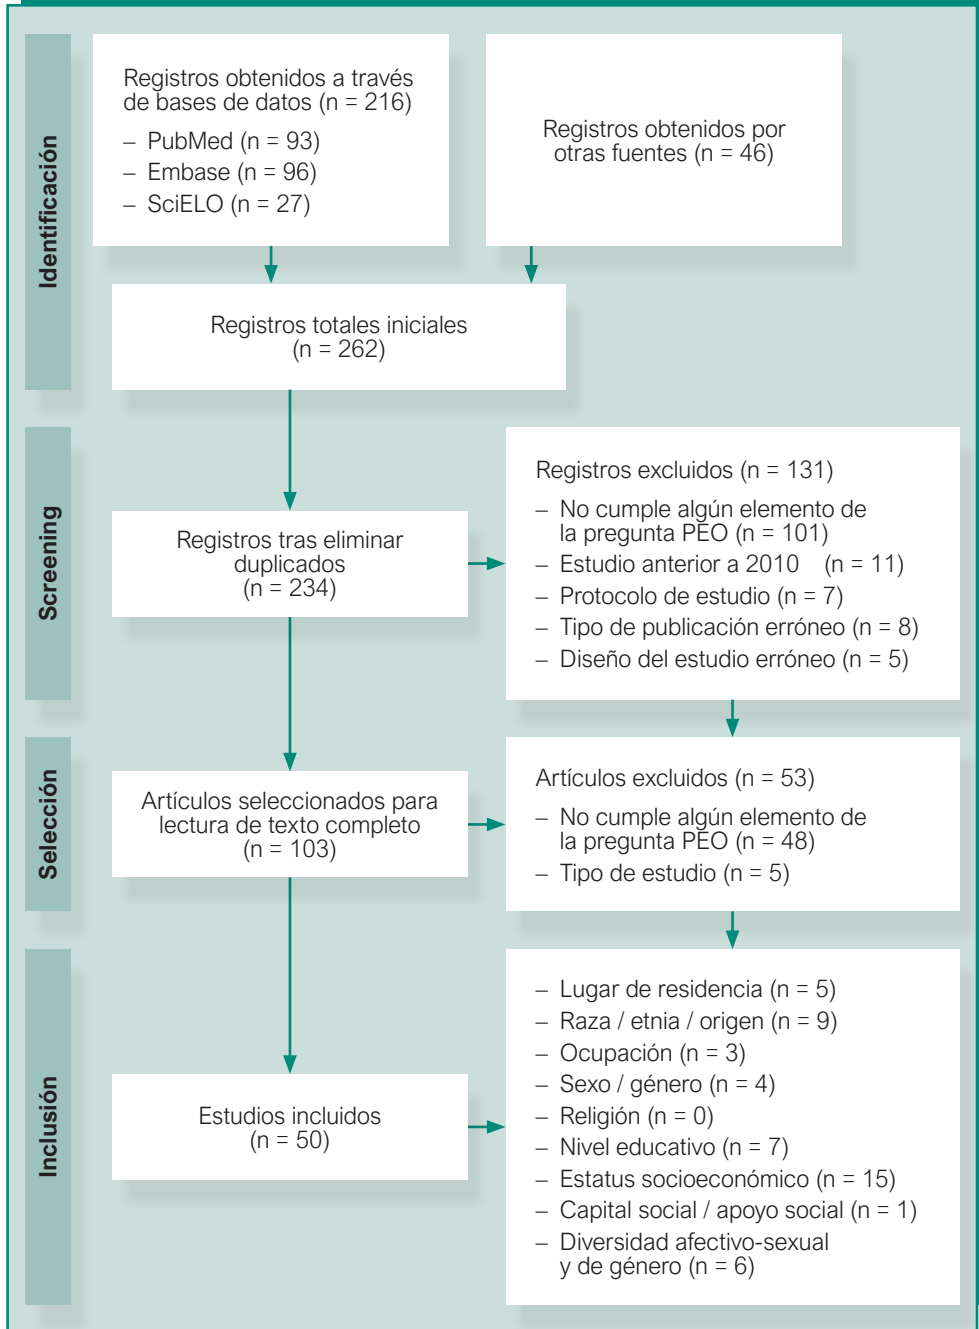 Identificación
Registros obtenidos a través
de bases de datos (n = 216)
– PubMed (n = 93)
– Embase (n = 96)
– SciELO (n = 27)
Registros obtenidos por
otras fuentes (n = 46)
Registros totales iniciales
(n = 262)
Screening
Registros tras eliminar
duplicados
(n = 234)
Registros excluidos (n = 131)
– No cumple algún elemento de
la pregunta PEO (n = 101)
– Estudio anterior a 2010 (n = 11)
– Protocolo de estudio (n = 7)
– Tipo de publicación erróneo (n = 8)
– Diseño del estudio erróneo (n = 5)
Selección
Artículos seleccionados para
lectura de texto completo
(n = 103)
Artículos excluidos (n = 53)
– No cumple algún elemento de
la pregunta PEO (n = 48)
– Tipo de estudio (n = 5)
Inclusión
Estudios incluidos
(n = 50)
– Lugar de residencia (n = 5)
– Raza / etnia / origen (n = 9)
– Ocupación (n = 3)
– Sexo / género (n = 4)
– Religión (n = 0)
– Nivel educativo (n = 7)
– Estatus socioeconómico (n = 15)
– Capital social / apoyo social (n = 1)
– Diversidad afectivo-sexual
y de género (n = 6)